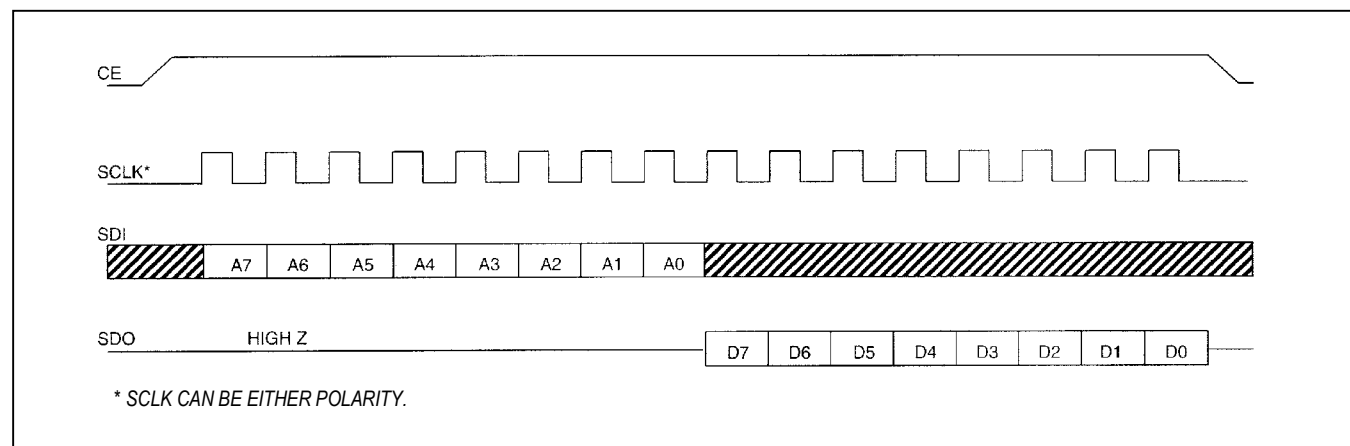 CE
SCLK*
SDI
A7 A6 A5 A4 A3 A2 A1 A0
SDO HIGH Z
D7 D6 D5 D4 D3 D2 D1 D0
* SCLK CAN BE EITHER POLARITY.